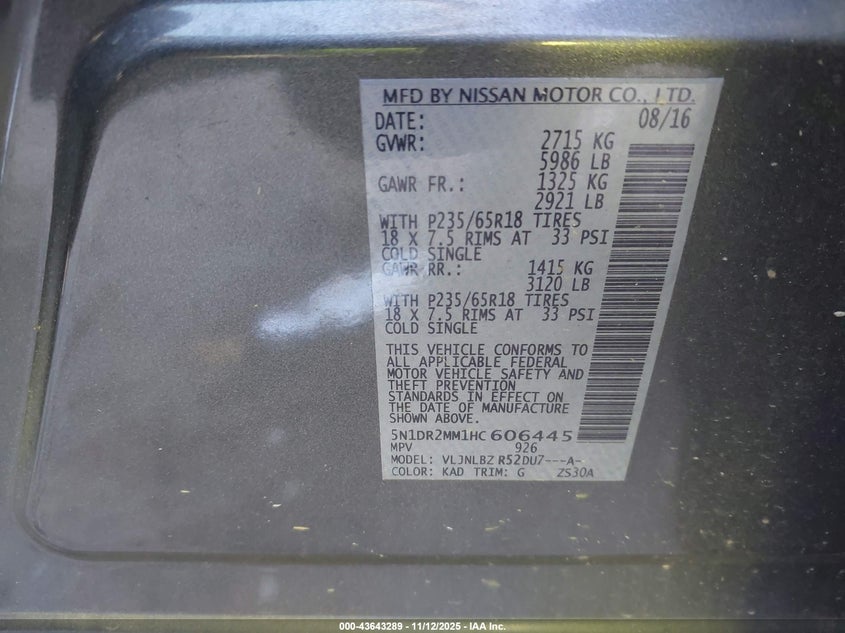 MFD BY NISSAN MOTOR CO., LTD.
DATE: 08/16
GVWR: 2715 KG
5986 LB
GAWR FR.: 1325 KG
2921 LB
WITH P235/65R18 TIRES
18 X 7.5 RIMS AT 33 PSI
COLD SINGLE
GAWR RR.: 1415 KG
3120 LB
WITH P235/65R18 TIRES
18 X 7.5 RIMS AT 33 PSI
COLD SINGLE
THIS VEHICLE CONFORMS TO
ALL APPLICABLE FEDERAL
MOTOR VEHICLE SAFETY AND
THEFT PREVENTION
STANDARDS IN EFFECT ON
THE DATE OF MANUFACTURE
SHOWN ABOVE.
5N1DR2MM1HC606445
MPV 926
MODEL: VLJNLBZ R52DU7---A-
COLOR: KAD TRIM: G ZS30A
000-43643289 - 11/12/2025 - IAA Inc.